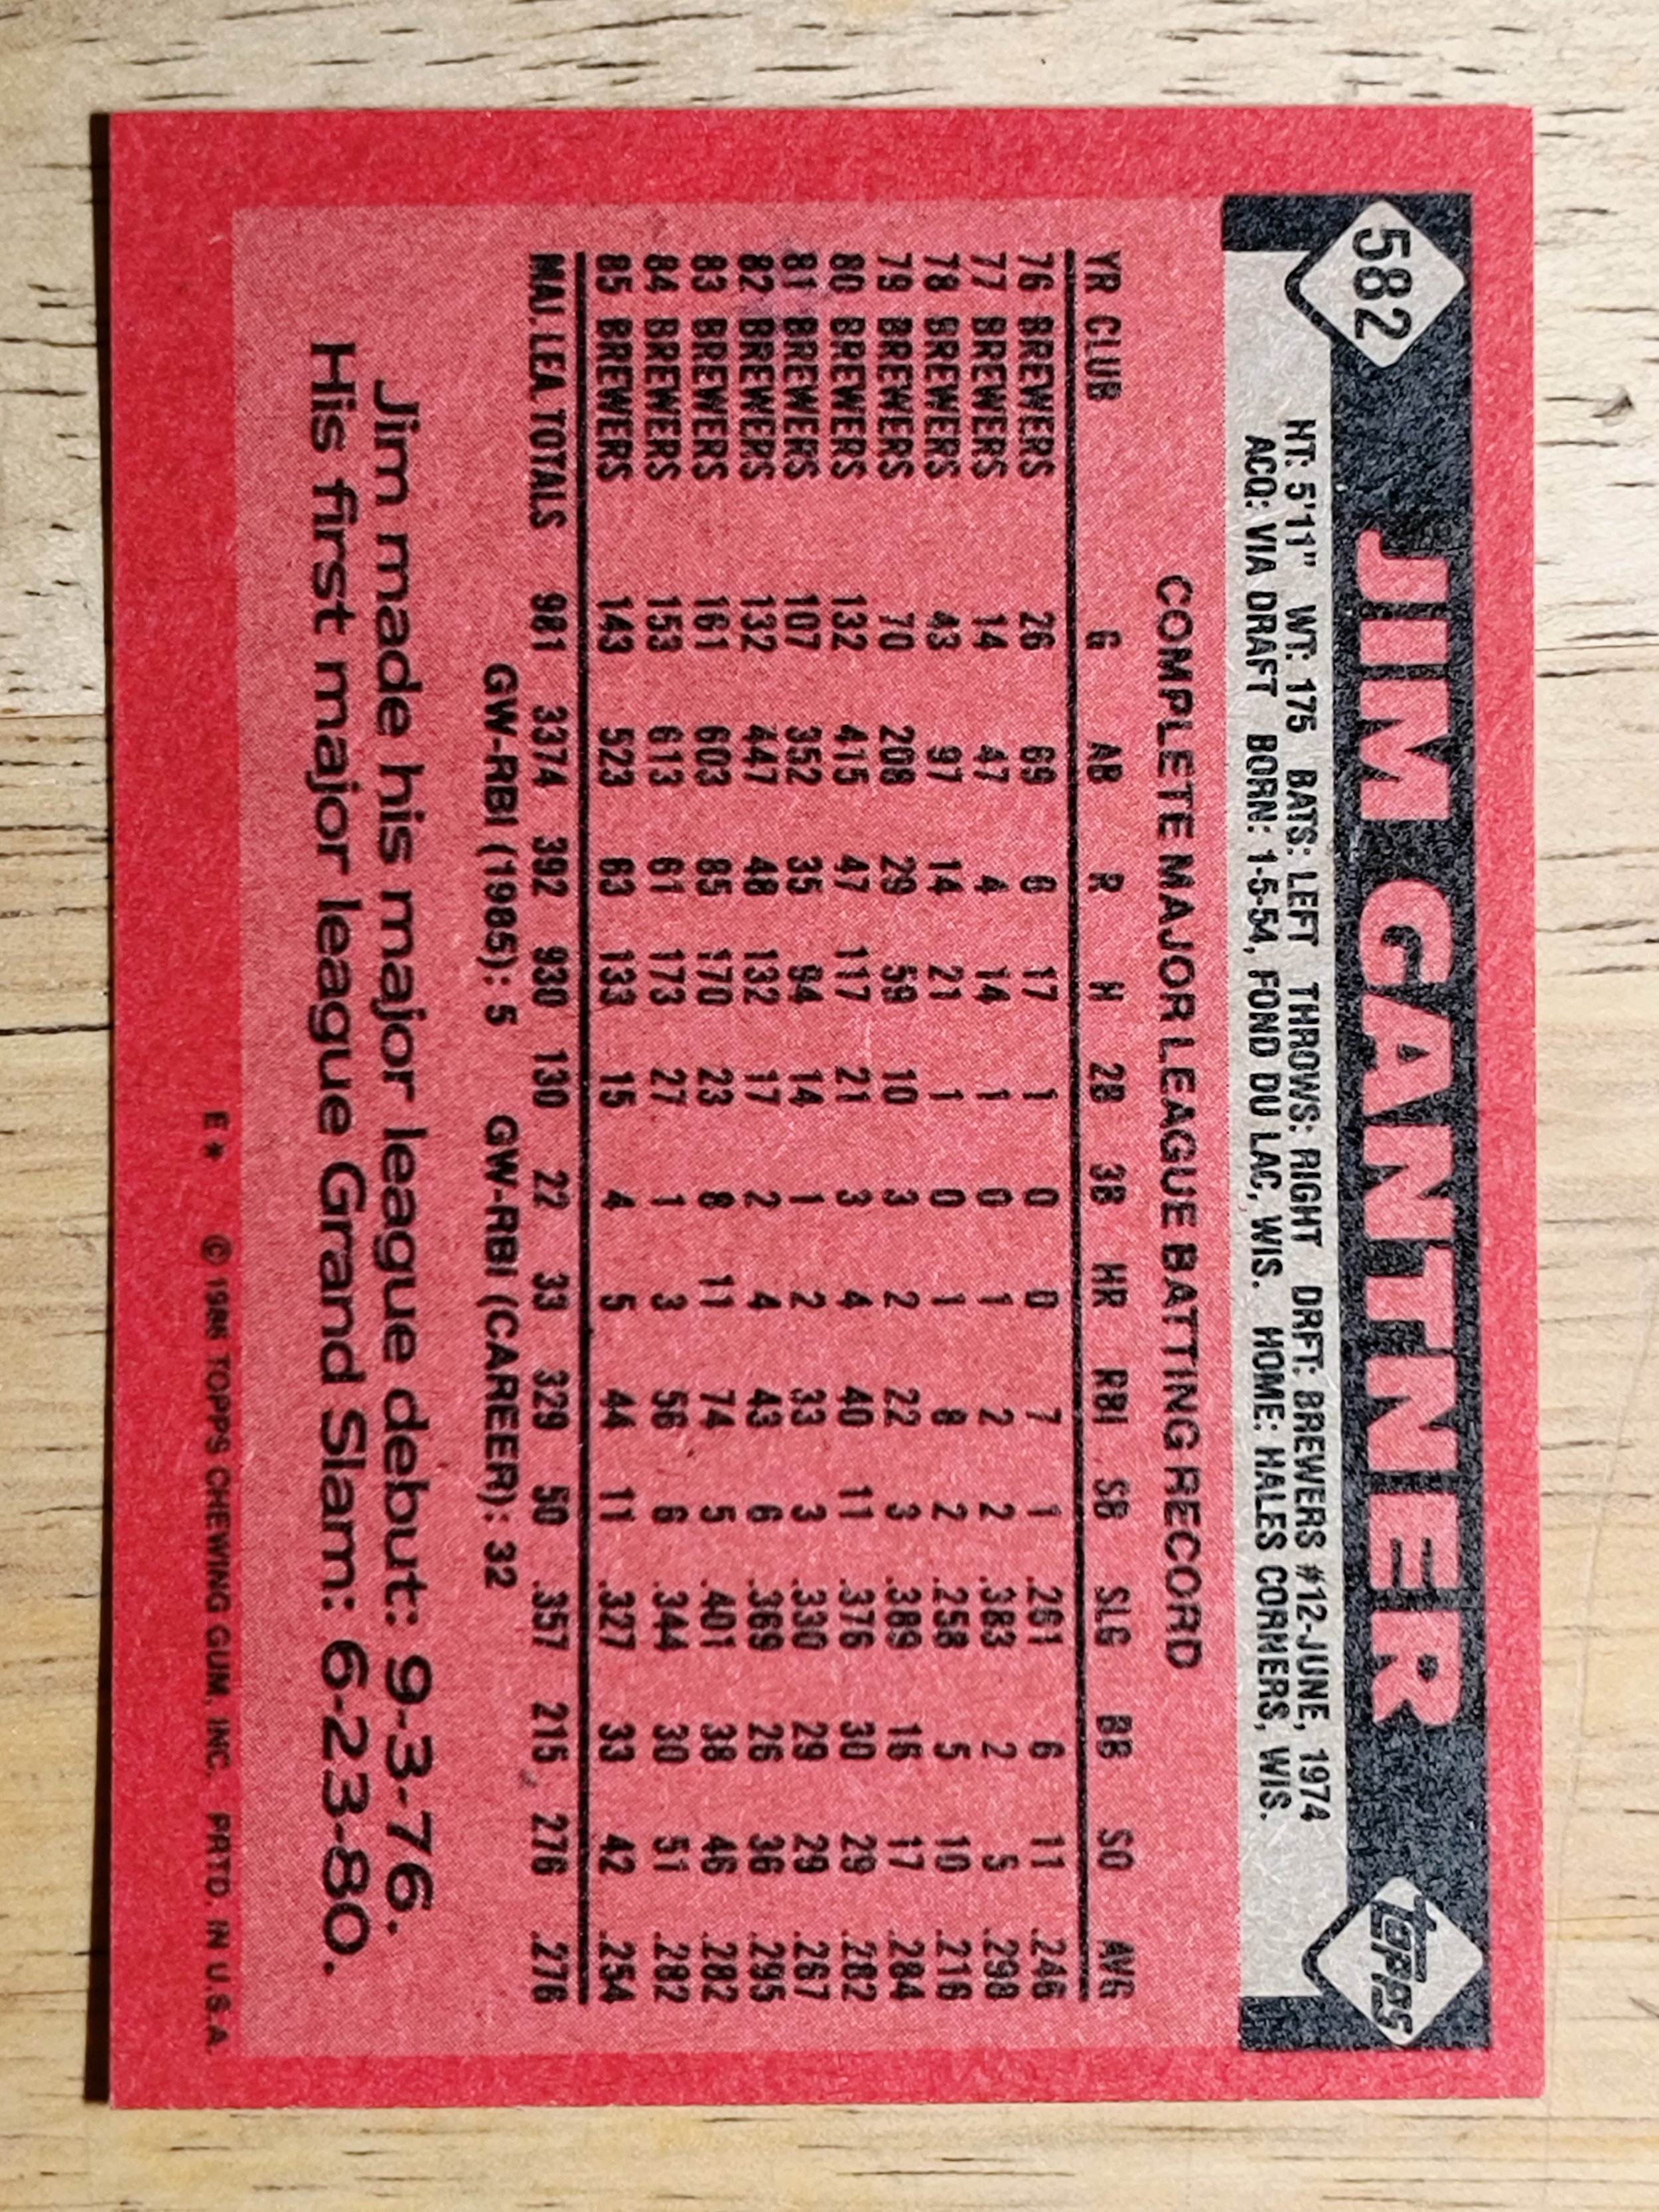 582 JIM GANTNER TOPPS
HT: 5'11" WT: 175 BATS: LEFT THROWS: RIGHT DRFT: BREWERS #12-JUNE, 1974
ACQ: VIA DRAFT BORN: 1-5-54, FOND DU LAC, WIS. HOME: HALES CORNERS, WIS.
COMPLETE MAJOR LEAGUE BATTING RECORD
YR CLUB G AB R H 2B 3B HR RBI SB SLG BB SO AVG
76 BREWERS 26 69 6 17 1 0 0 7 1 .261 6 11 .246
77 BREWERS 14 47 4 14 1 0 1 2 2 .383 2 5 .298
78 BREWERS 43 97 14 21 1 0 1 8 2 .258 5 10 .216
79 BREWERS 70 208 29 59 10 3 2 22 3 .389 16 17 .284
80 BREWERS 132 415 47 117 21 3 4 40 11 .376 30 29 .282
81 BREWERS 107 352 35 94 14 1 2 33 3 .330 29 29 .267
82 BREWERS 132 447 48 132 17 2 4 43 6 .369 26 36 .295
83 BREWERS 161 603 85 170 23 8 11 74 5 .401 38 46 .282
84 BREWERS 153 613 61 173 27 1 3 56 6 .344 30 51 .282
85 BREWERS 143 523 63 133 15 4 5 44 11 .327 33 42 .254
MAJ. LEA. TOTALS 981 3374 392 930 130 22 33 329 50 .357 215 276 .276
GW-RBI (1985): 5 GW-RBI (CAREER): 32
Jim made his major league debut: 9-3-76.
His first major league Grand Slam: 6-23-80.
E* © 1986 TOPPS CHEWING GUM, INC. PRTD. IN U.S.A.